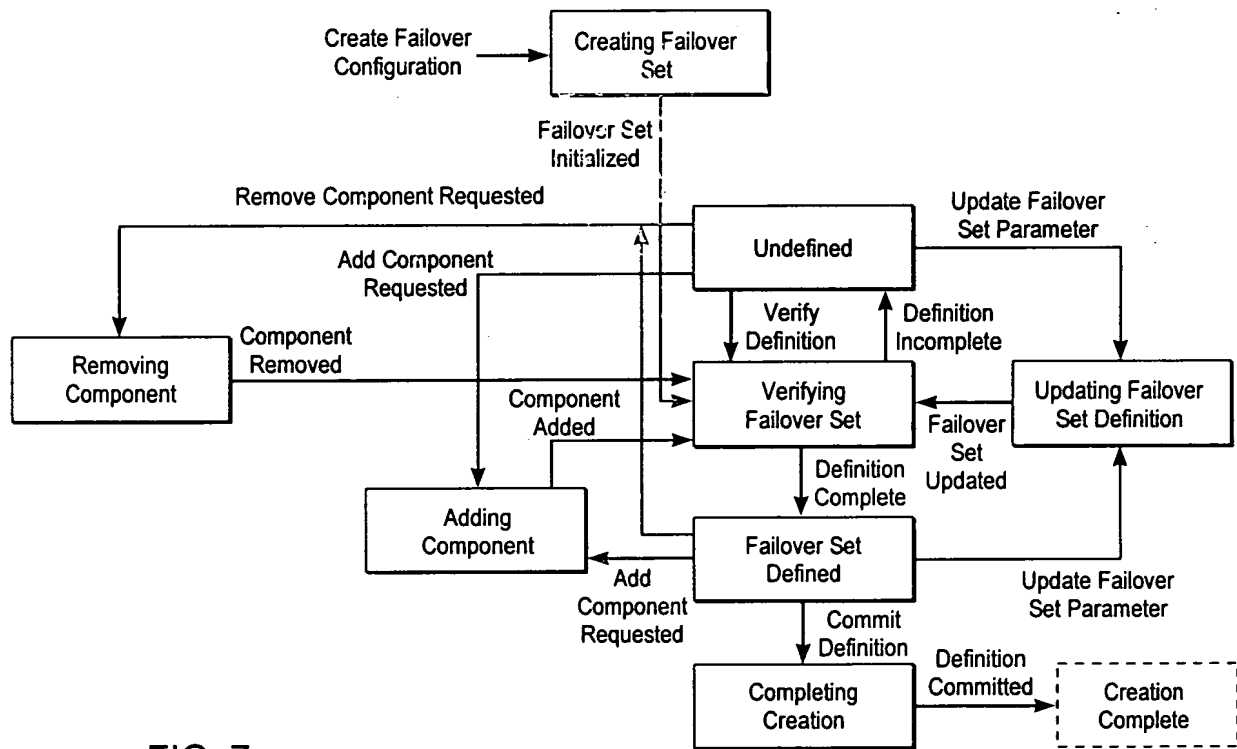 Create Failover
Configuration
Creating Failover
Set
Failover Set
Initialized
Remove Component Requested
Update Failover
Set Parameter
Undefined
Add Component
Requested
Verify
Definition
Definition
Incomplete
Component
Removed
Removing
Component
Verifying
Failover Set
Updating Failover
Set Definition
Component
Added
Failover
Set
Updated
Definition
Complete
Adding
Component
Failover Set
Defined
Add
Component
Requested
Update Failover
Set Parameter
Commit
Definition
Definition
Committed
Completing
Creation
Creation
Complete